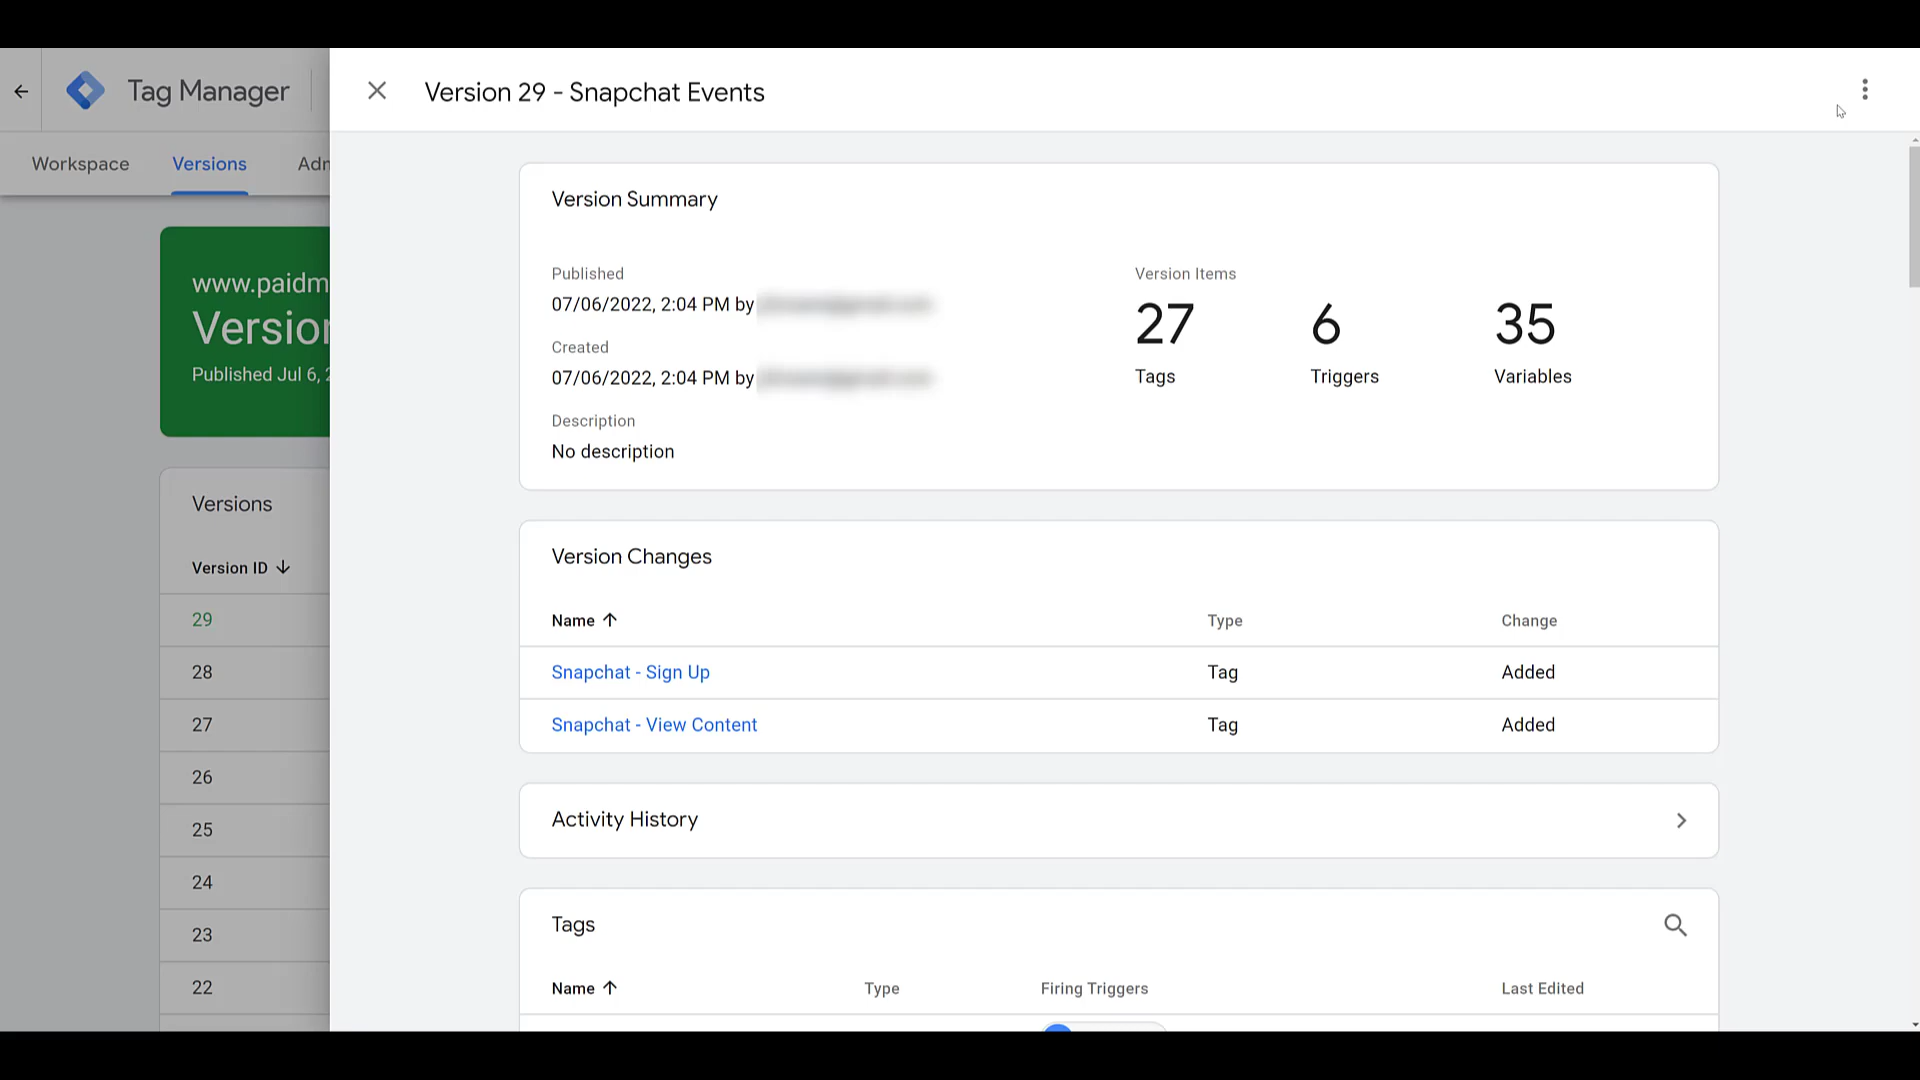 Tag Manager
Version 29 - Snapchat Events
Workspace
Versions
Adm
www.paidm
Version
Published Jul 6, 2
Versions
Version ID
29
28
27
26
25
24
23
22
Version Summary
Published
07/06/2022, 2:04 PM by
Created
07/06/2022, 2:04 PM by
Description
No description
Version Items
27 6 35
Tags Triggers Variables
Version Changes
Name Type Change
Snapchat - Sign Up Tag Added
Snapchat - View Content Tag Added
Activity History
Tags
Name Type Firing Triggers Last Edited